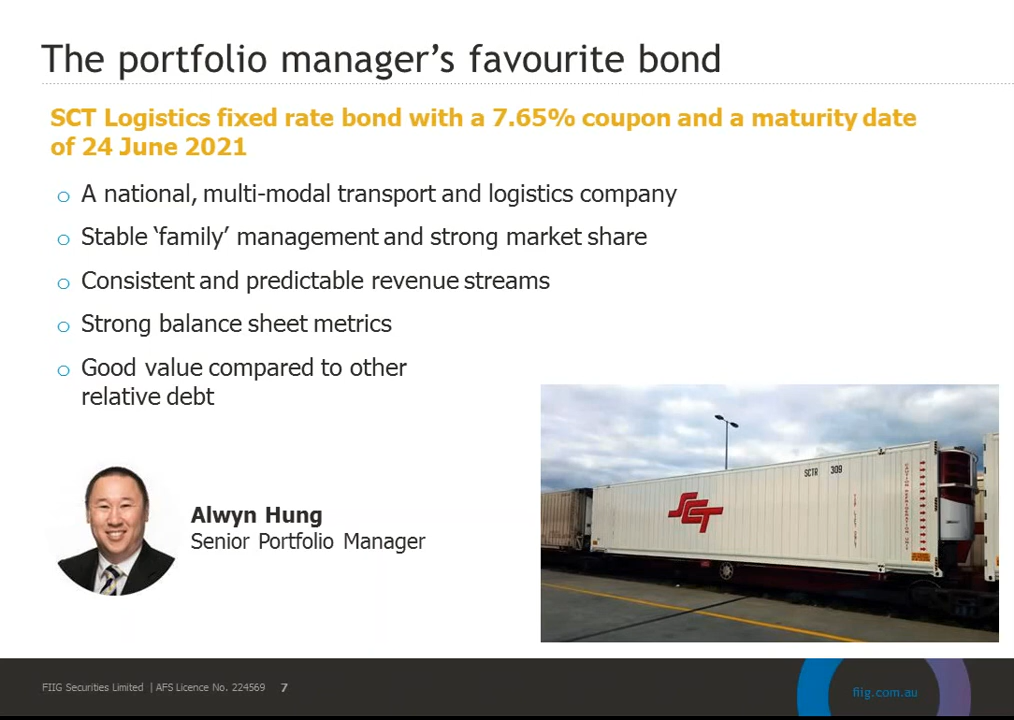 The portfolio manager’s favourite bond
SCT Logistics fixed rate bond with a 7.65% coupon and a maturity date
of 24 June 2021
o A national, multi-modal transport and logistics company
o Stable ‘family’ management and strong market share
o Consistent and predictable revenue streams
o Strong balance sheet metrics
o Good value compared to other
relative debt
SCTR 309
SCT
Alwyn Hung
Senior Portfolio Manager
FIIG Securities Limited | AFS Licence No. 224569 7
fiig.com.au